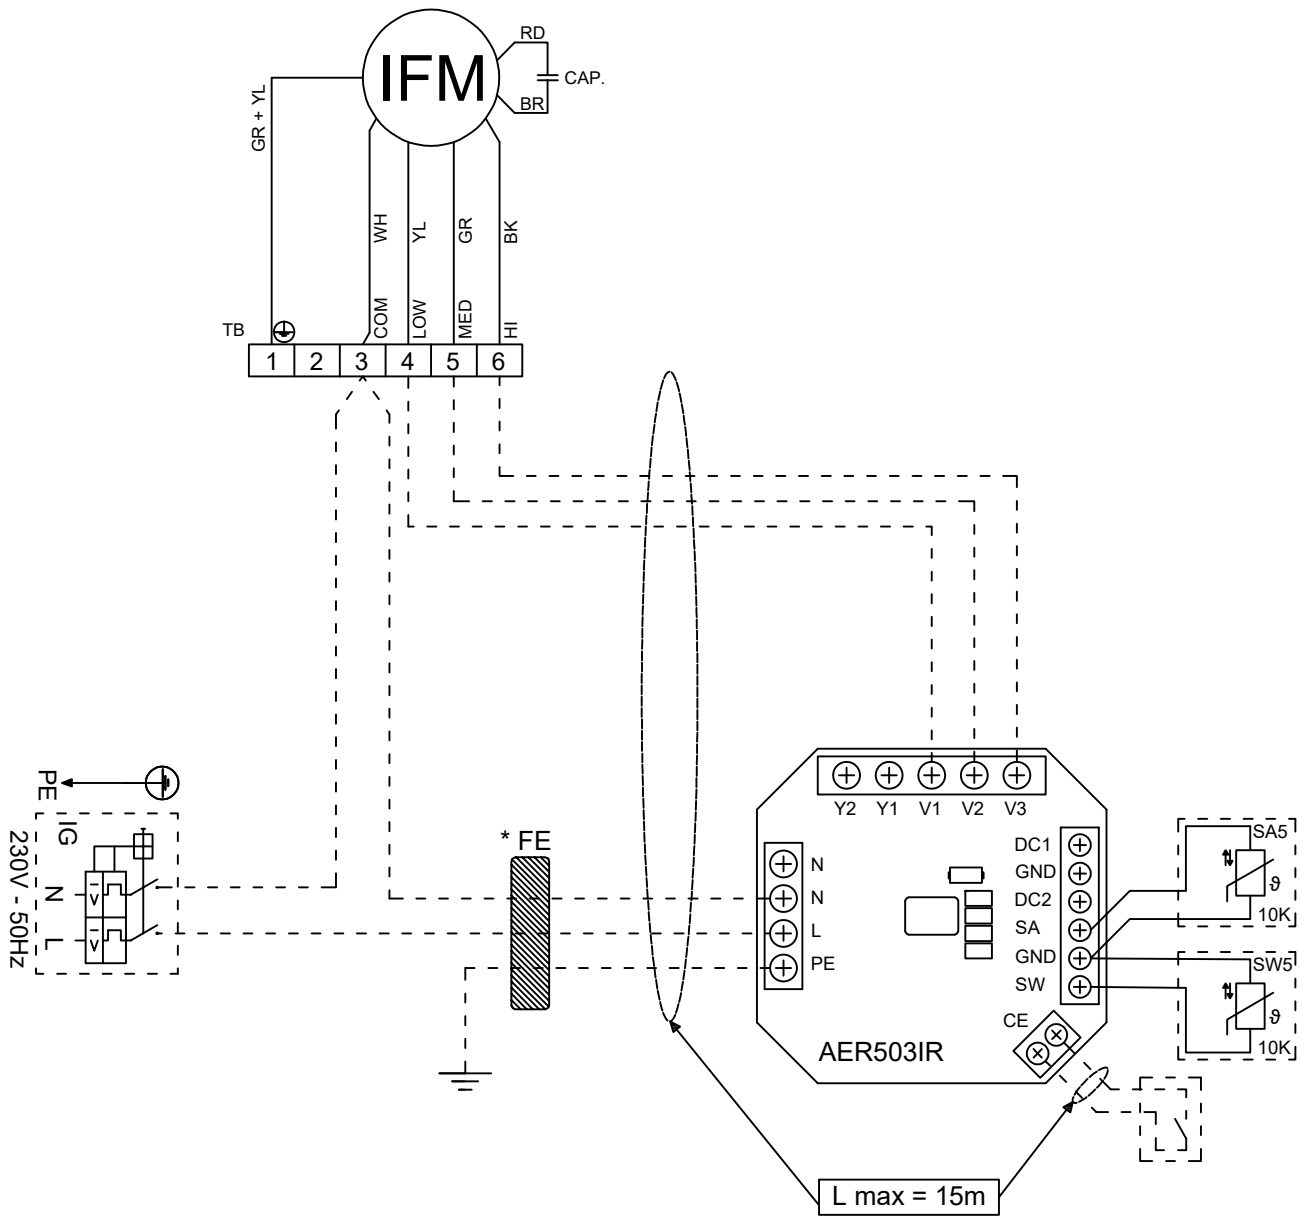 RD
IFM
CAP.
BR
GR + YL
WH
YL
GR
BK
COM
LOW
MED
HI
TB
1 2 3 4 5 6
PE
IG
N
L
230V - 50Hz
* FE
Y2 Y1 V1 V2 V3
N
N
L
PE
DC1
GND
DC2
SA
GND
SW
CE
AER503IR
SA5
ϑ
10K
SW5
ϑ
10K
L max = 15m